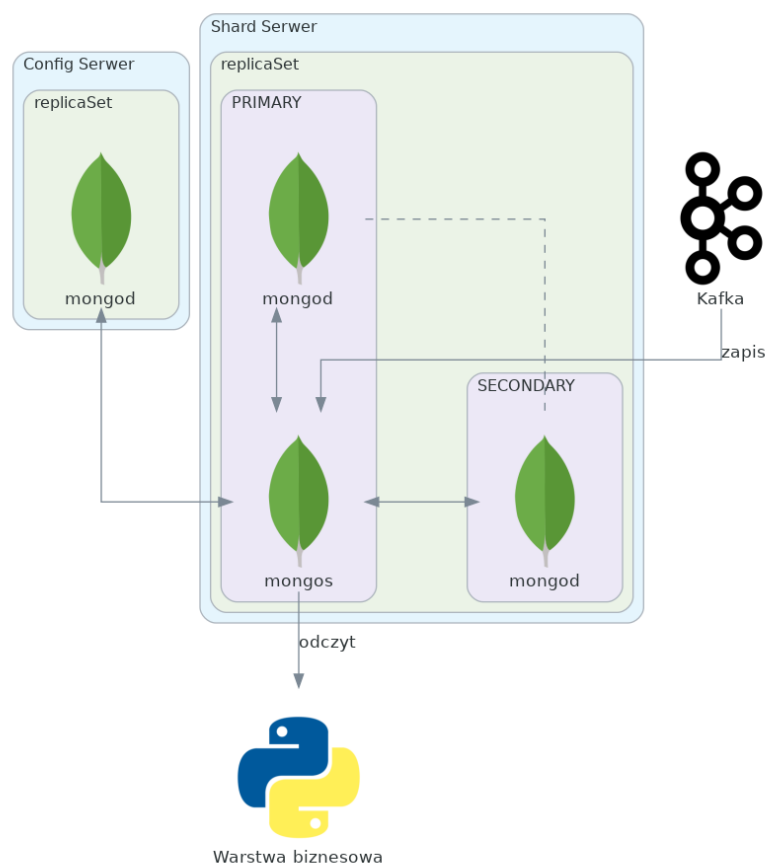 Shard Serwer
Config Serwer
replicaSet
replicaSet
PRIMARY
mongod
mongod
Kafka
zapis
SECONDARY
mongos
mongod
odczyt
Warstwa biznesowa